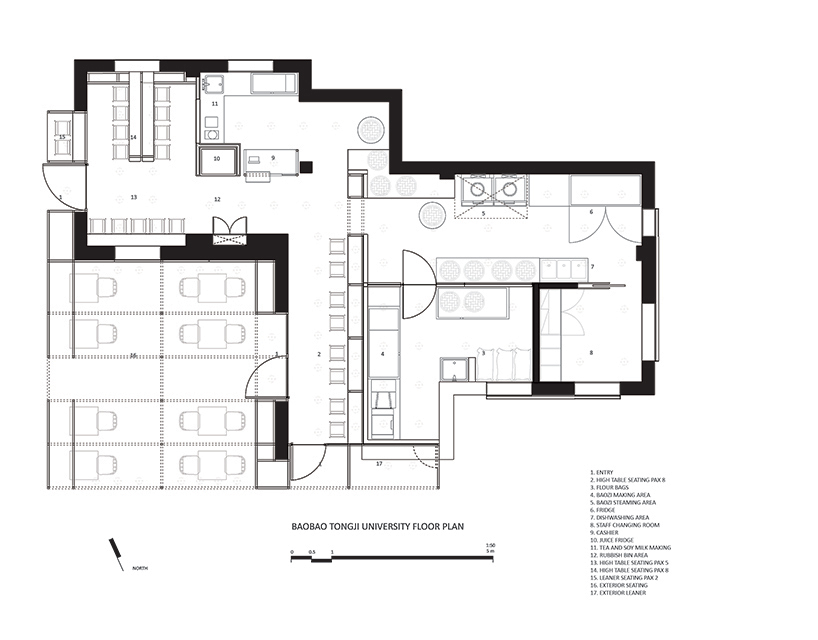 11
15
14
10
9
1
13
12
5
6
7
16
1
2
4
3
8
1
17
BAOBAO TONGJI UNIVERSITY FLOOR PLAN
NORTH
0 0.5 1 1:50
5 m
1. ENTRY
2. HIGH TABLE SEATING PAX 8
3. FLOUR BAGS
4. BAOZI MAKING AREA
5. BAOZI STEAMING AREA
6. FRIDGE
7. DISHWASHING AREA
8. STAFF CHANGING ROOM
9. CASHIER
10. JUICE FRIDGE
11. TEA AND SOY MILK MAKING
12. RUBBISH BIN AREA
13. HIGH TABLE SEATING PAX 5
14. HIGH TABLE SEATING PAX 8
15. LEANER SEATING PAX 2
16. EXTERIOR SEATING
17. EXTERIOR LEANER